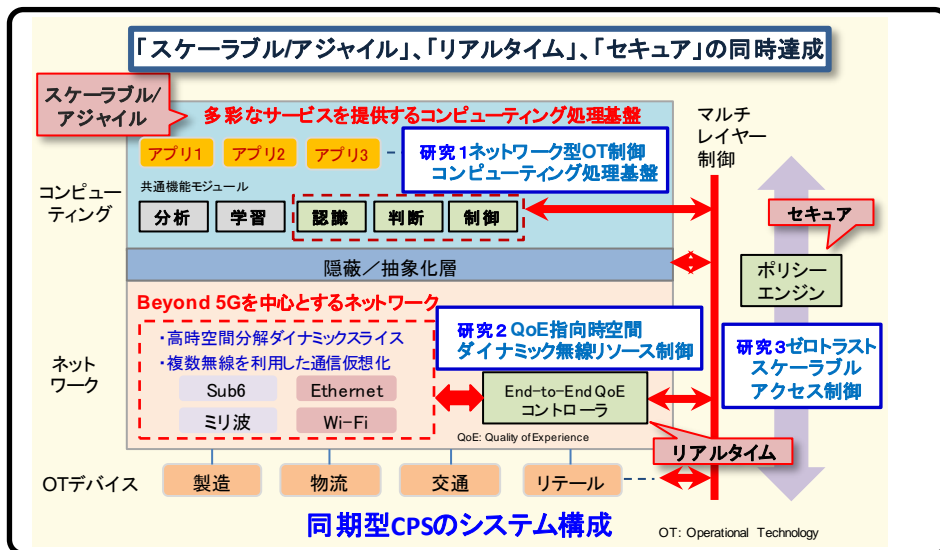 「スケーラブル/アジャイル」、「リアルタイム」、「セキュア」の同時達成
スケーラブル/
アジャイル
多彩なサービスを提供するコンピューティング処理基盤
マルチ
レイヤー
制御
アプリ1
アプリ2
アプリ3
研究1ネットワーク型OT制御
コンピューティング処理基盤
コンピュー
ティング
共通機能モジュール
分析
学習
認識
判断
制御
セキュア
隠蔽/抽象化層
ポリシー
エンジン
Beyond 5Gを中心とするネットワーク
・高時空間分解ダイナミックスライス
・複数無線を利用した通信仮想化
研究2QoE指向時空間
ダイナミック無線リソース制御
研究3ゼロトラスト
スケーラブル
アクセス制御
ネット
ワーク
Sub6
Ethernet
ミリ波
Wi-Fi
End-to-End QoE
コントローラ
QoE: Quality of Experience
リアルタイム
OTデバイス
製造
物流
交通
リテール
同期型CPSのシステム構成
OT: Operational Technology